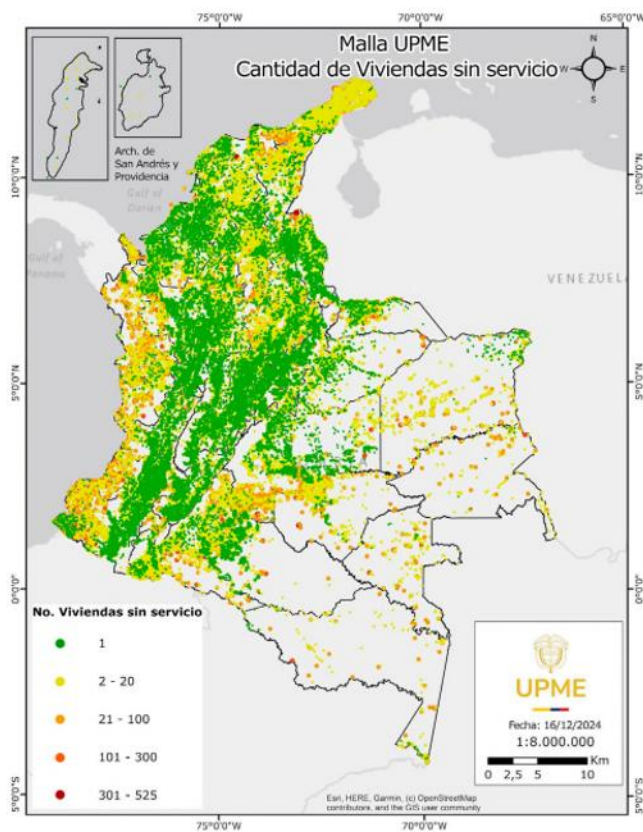 75°0'0"W
70°0'0"W
65°0'0"W
Malla UPME
Cantidad de Viviendas sin servicio
N
W
E
S
Arch. de
San Andrés y
Providencia
10°0'0"N
10°0'0"N
Gulf of
Darien
Gulf of
Panama
VENEZUELA
5°0'0"N
5°0'0"N
0°0'0"
0°0'0"
No. Viviendas sin servicio
1
2 - 20
21 - 100
101 - 300
301 - 525
UPME
Fecha: 16/12/2024
1:8.000.000
Km
0 2,5 5 10
Esri, HERE, Garmin, (c) OpenStreetMap
contributors, and the GIS user community
5°0'0"S
5°0'0"S
75°0'0"W
70°0'0"W